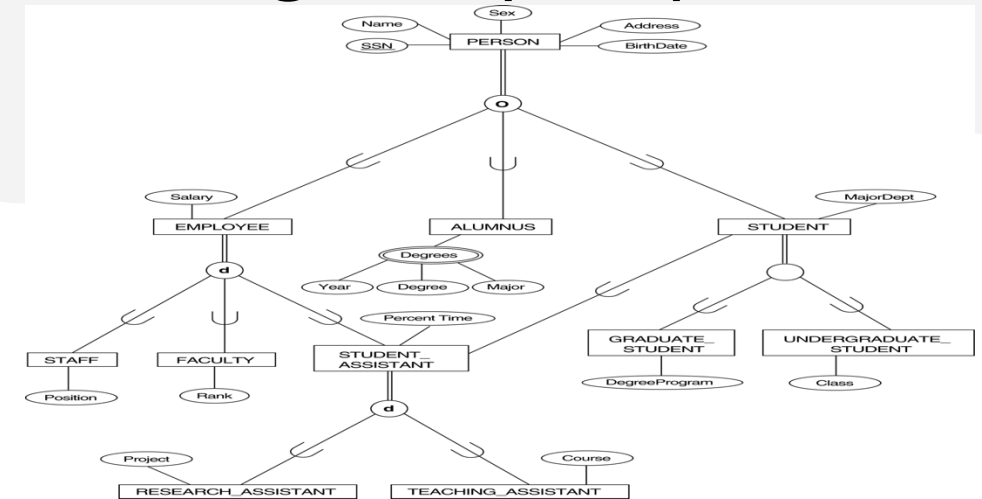 Sex
Name
Address
SSN
PERSON
BirthDate
O
Salary
MajorDept
EMPLOYEE
ALUMNUS
STUDENT
Degrees
d
Year
Degree
Major
Percent Time
STAFF
FACULTY
STUDENT_
ASSISTANT
GRADUATE_
STUDENT
UNDERGRADUATE_
STUDENT
DegreeProgram
Class
Position
Rank
d
Project
Course
RESEARCH_ASSISTANT
TEACHING_ASSISTANT